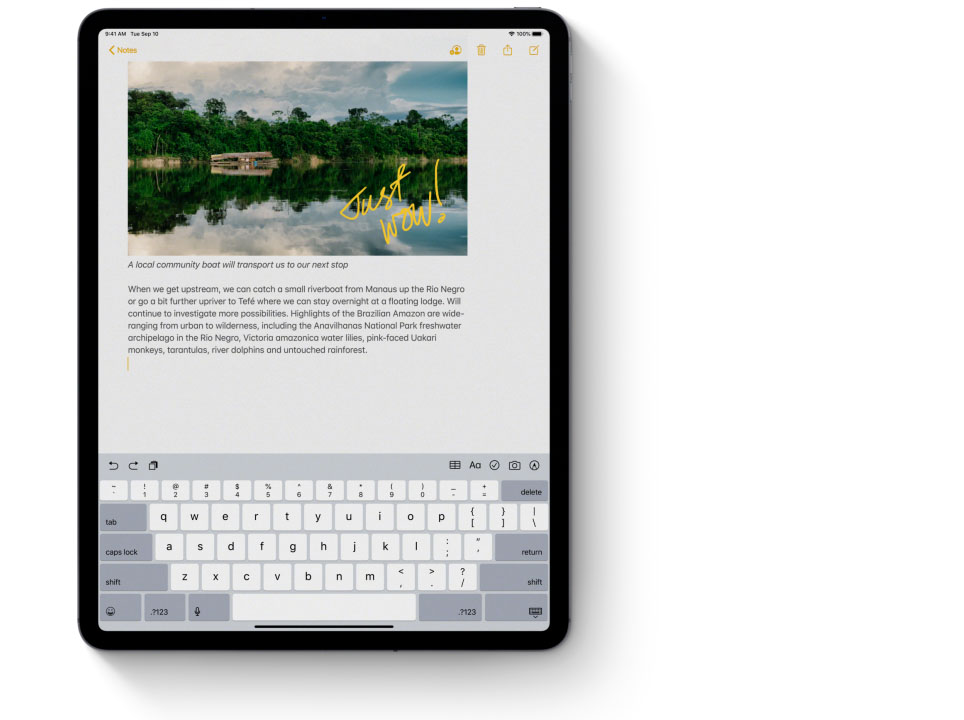 9:41 AM Tue Sep 10 100%
Notes
Just
wow!
A local community boat will transport us to our next stop
When we get upstream, we can catch a small riverboat from Manaus up the Rio Negro
or go a bit further upriver to Tefé where we can stay overnight at a floating lodge. Will
continue to investigate more possibilities. Highlights of the Brazilian Amazon are wide-
ranging from urban to wilderness, including the Anavilhanas National Park freshwater
archipelago in the Rio Negro, Victoria amazonica water lilies, pink-faced Uakari
monkeys, tarantulas, river dolphins and untouched rainforest.
Aa
~ ! @ # $ % ^ & * ( ) _ +
` 1 2 3 4 5 6 7 8 9 0 - = delete
tab q w e r t y u i o p { } |
[ ] \
caps lock a s d f g h j k l : " return
; '
shift z x c v b n m < > ? shift
, . /
.?123 .?123